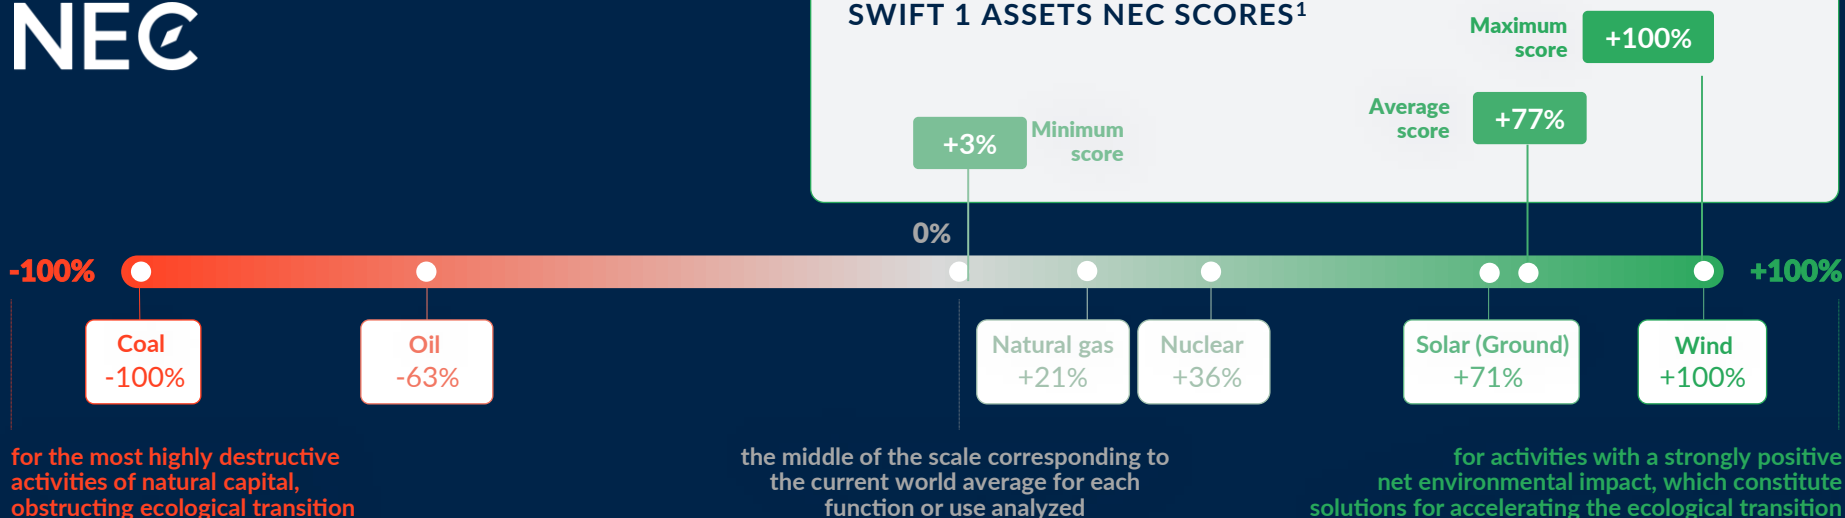 NEC
SWIFT 1 ASSETS NEC SCORES¹
Maximum
score
+100%
Average
score
+77%
+3%
Minimum
score
0%
-100%
+100%
Coal
-100%
Oil
-63%
Natural gas
+21%
Nuclear
+36%
Solar (Ground)
+71%
Wind
+100%
for the most highly destructive
activities of natural capital,
obstructing ecological transition
the middle of the scale corresponding to
the current world average for each
function or use analyzed
for activities with a strongly positive
net environmental impact, which constitute
solutions for accelerating the ecological transition